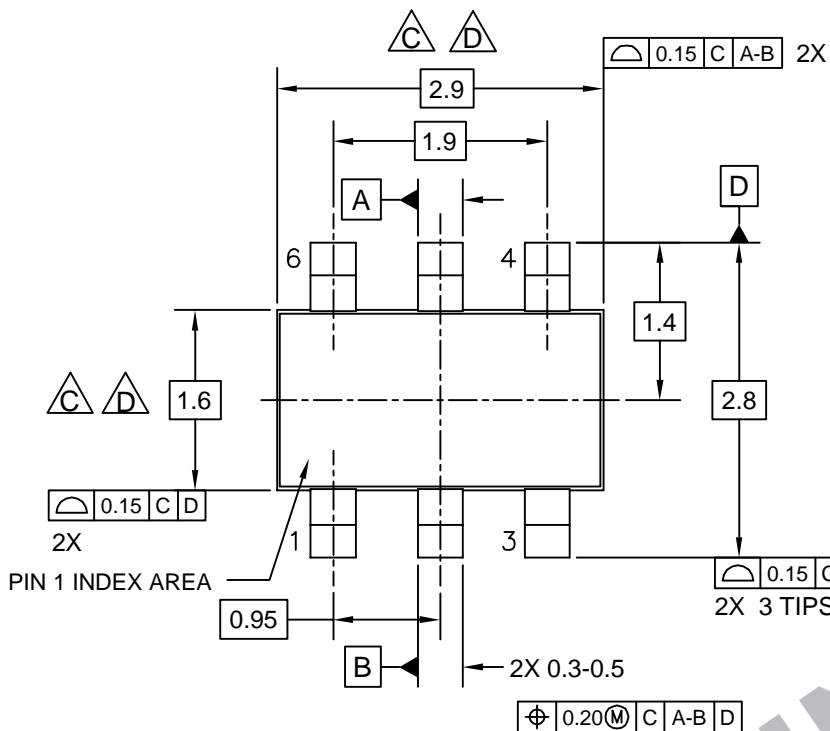 C D
⌓ 0.15 C A-B 2X
2.9
1.9
A
D
6 4
1.4
C D 1.6
2.8
⌓ 0.15 C D
2X
1 3
PIN 1 INDEX AREA
⌓ 0.15 C
2X 3 TIPS
0.95
B 2X 0.3-0.5
⌖ 0.20Ⓜ C A-B D